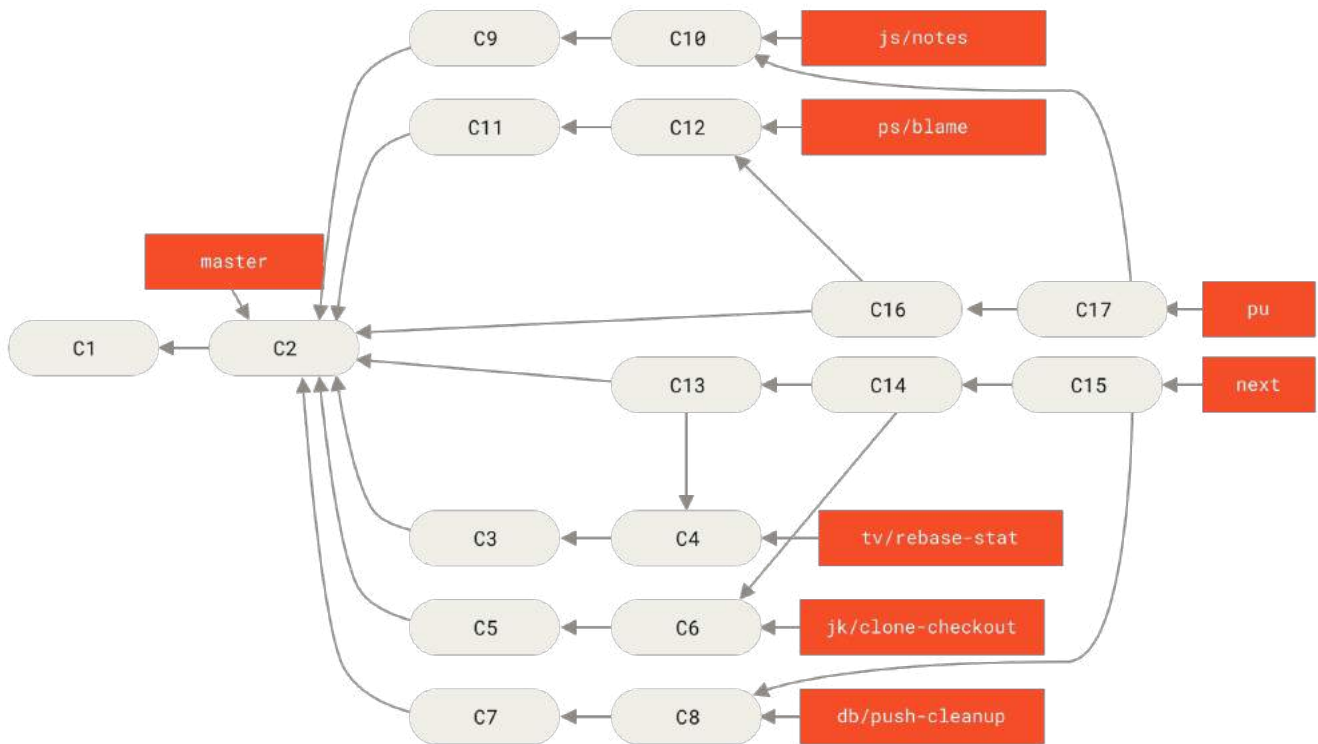 C9
C10
js/notes
C11
C12
ps/blame
master
C16
C17
pu
C1
C2
C13
C14
C15
next
C3
C4
tv/rebase-stat
C5
C6
jk/clone-checkout
C7
C8
db/push-cleanup